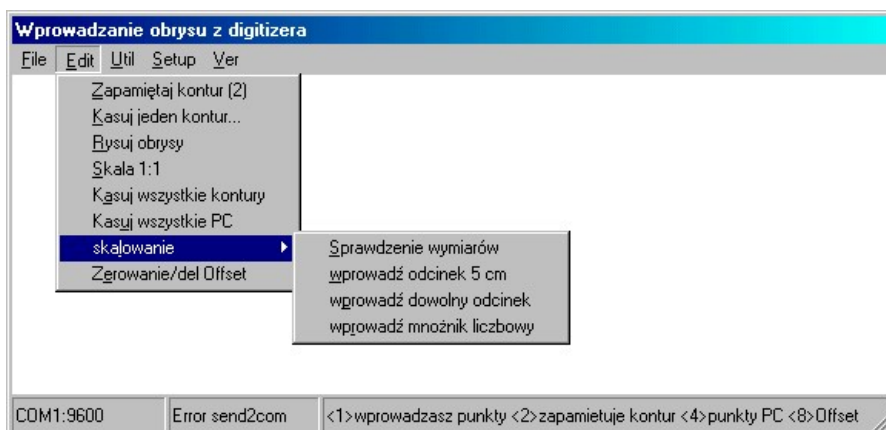 Wprowadzanie obrysu z digitizera
File Edit Util Setup Ver
Zapamiętaj kontur (2)
Kasuj jeden kontur...
Rysuj obrysy
Skala 1:1
Kasuj wszystkie kontury
Kasuj wszystkie PC
skalowanie
Zerowanie/del Offset
Sprawdzenie wymiarów
wprowadź odcinek 5 cm
wprowadź dowolny odcinek
wprowadź mnożnik liczbowy
COM1:9600 Error send2com <1>wprowadzasz punkty <2>zapamietuje kontur <4>punkty PC <8>Offset